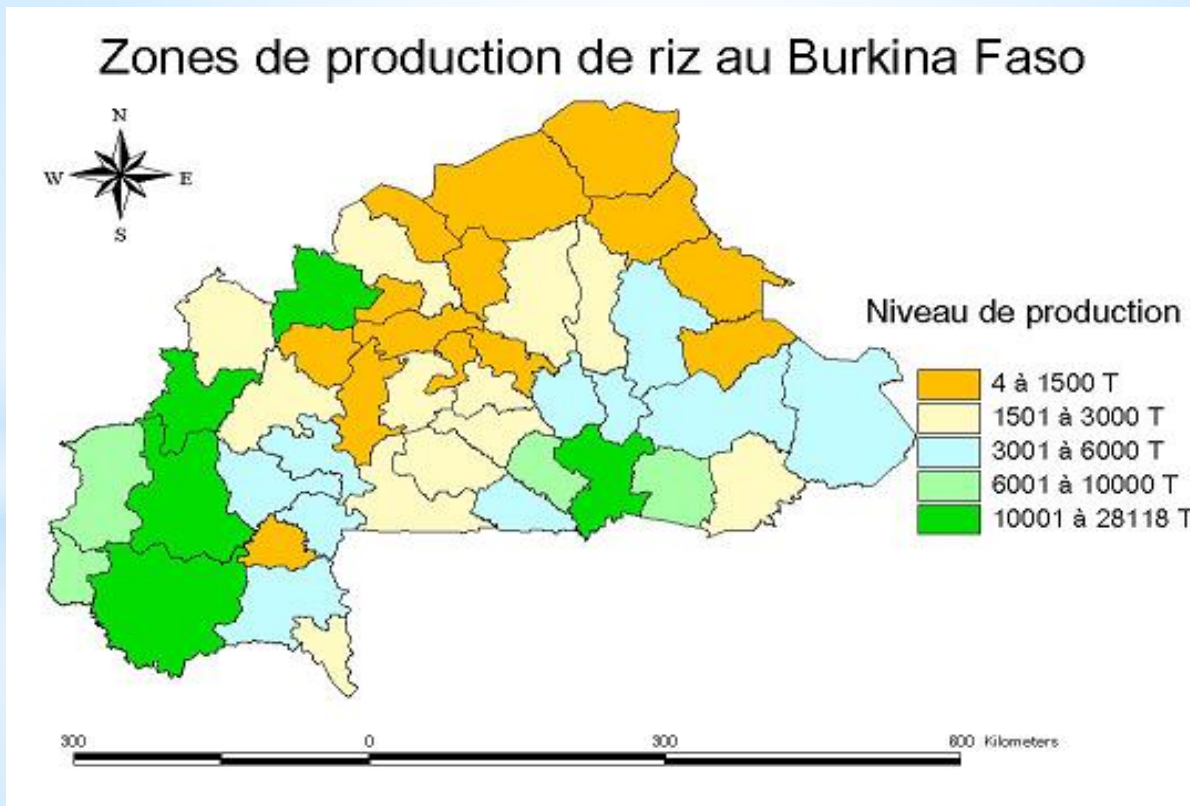 Zones de production de riz au Burkina Faso
N
W E
S
Niveau de production
4 à 1500 T
1501 à 3000 T
3001 à 6000 T
6001 à 10000 T
10001 à 28118 T
300 0 300 600 Kilometers